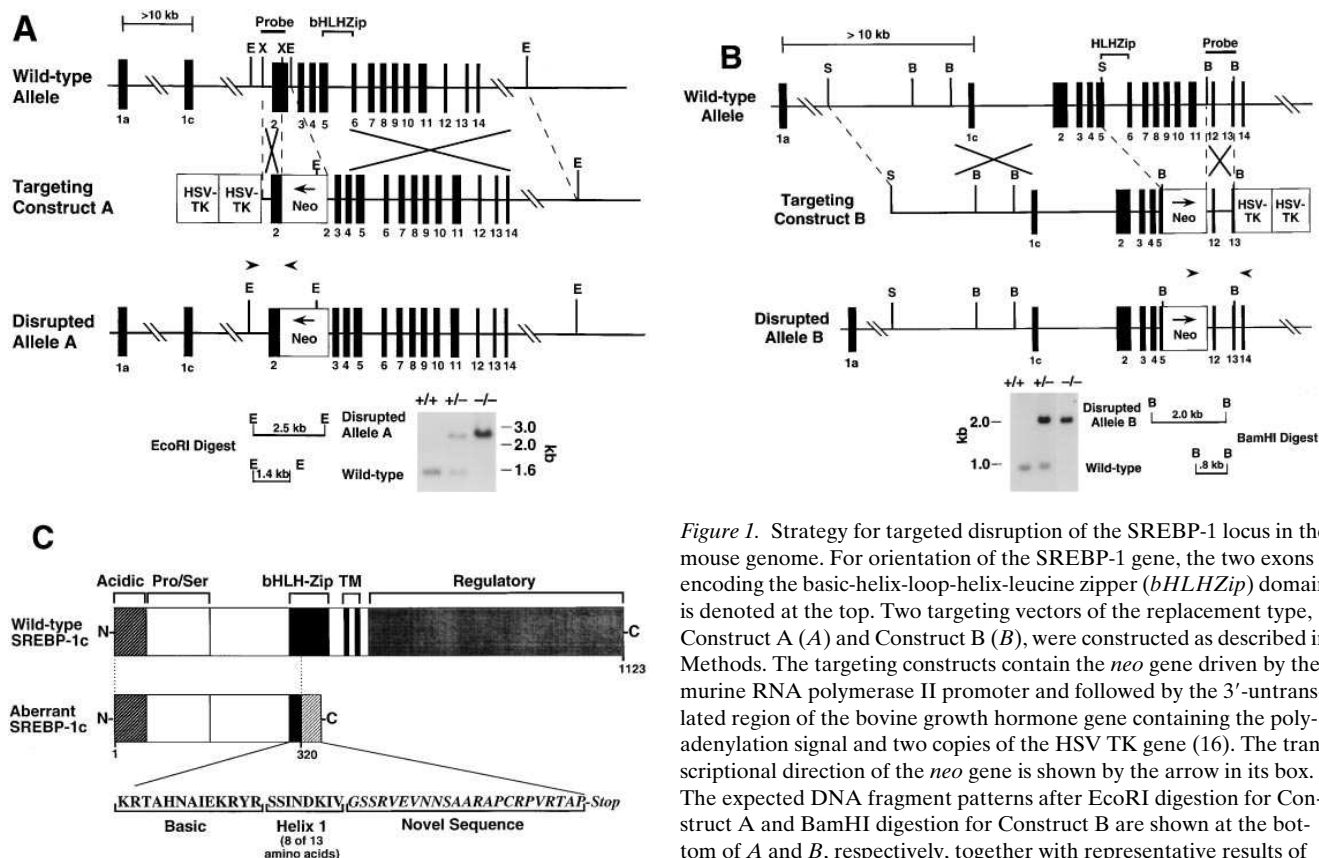 A
>10 kb
Probe
bHLHZip
E X XE E
Wild-type
Allele
1a 1c 2 3 4 5 6 7 8 9 10 11 12 13 14
E E
Targeting
Construct A
HSV-
TK
HSV-
TK
Neo
2 2 3 4 5 6 7 8 9 10 11 12 13 14
E E E
Disrupted
Allele A
Neo
1a 1c 2 3 4 5 6 7 8 9 10 11 12 13 14
+/+ +/– –/–
EcoRI Digest
E E
2.5 kb
Disrupted
Allele A
3.0
2.0
kb
E E
1.4 kb
Wild-type
1.6
B
> 10 kb
HLHZip
Probe
S B B S B B
Wild-type
Allele
1a 1c 2 3 4 5 6 7 8 9 10 11 12 13 14
S B B B B
Targeting
Construct B
Neo
HSV-
TK
HSV-
TK
1c 2 3 4 5 12 13
S B B B B
Disrupted
Allele B
Neo
1a 1c 2 3 4 5 12 13 14
+/+ +/– –/–
kb
2.0
1.0
Disrupted
Allele B
B B
2.0 kb
BamHI Digest
Wild-type
B B
.8 kb
C
Acidic Pro/Ser bHLH-Zip TM Regulatory
Wild-type
SREBP-1c
N- -C
1123
Aberrant
SREBP-1c
N- -C
1 320
KRTAHNAIEKRYRSSINDKIVGSSRVEVNNSAARAPCRPVRTAP-Stop
Basic Helix 1 Novel Sequence
(8 of 13
amino acids)
Figure 1. Strategy for targeted disruption of the SREBP-1 locus in the
mouse genome. For orientation of the SREBP-1 gene, the two exons
encoding the basic-helix-loop-helix-leucine zipper (bHLHZip) domain
is denoted at the top. Two targeting vectors of the replacement type,
Construct A (A) and Construct B (B), were constructed as described in
Methods. The targeting constructs contain the neo gene driven by the
murine RNA polymerase II promoter and followed by the 3′-untrans-
lated region of the bovine growth hormone gene containing the poly-
adenylation signal and two copies of the HSV TK gene (16). The tran-
scriptional direction of the neo gene is shown by the arrow in its box.
The expected DNA fragment patterns after EcoRI digestion for Con-
struct A and BamHI digestion for Construct B are shown at the bot-
tom of A and B, respectively, together with representative results of